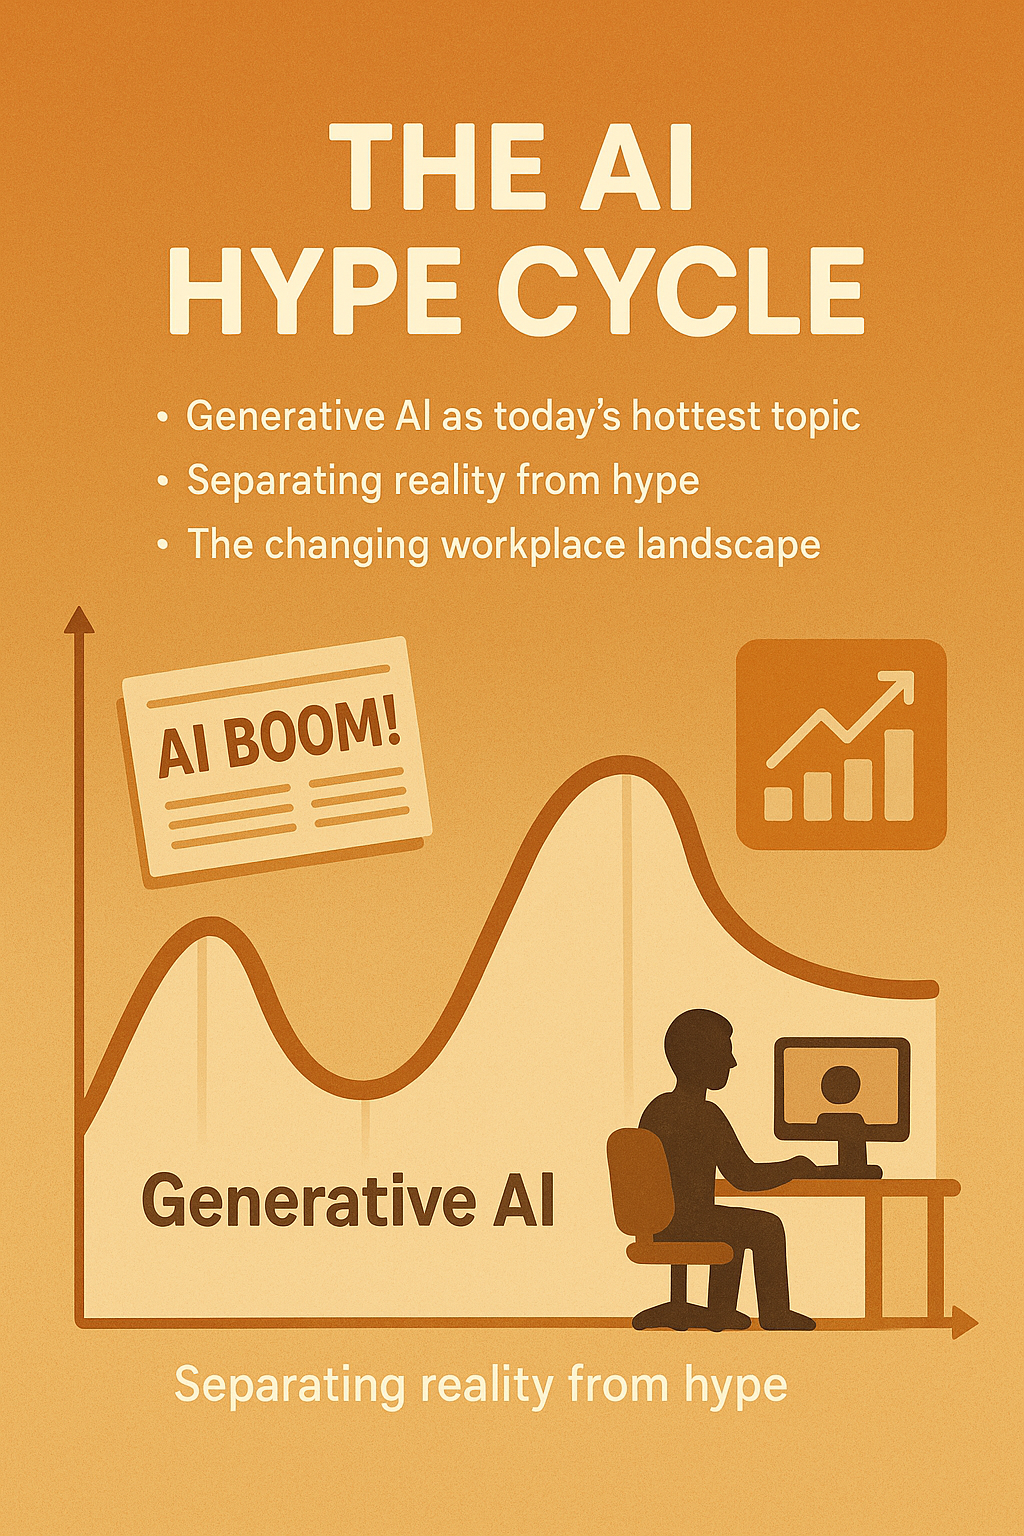 THE AI
HYPE CYCLE
• Generative AI as today’s hottest topic
• Separating reality from hype
• The changing workplace landscape
AI BOOM!
Generative AI
Separating reality from hype